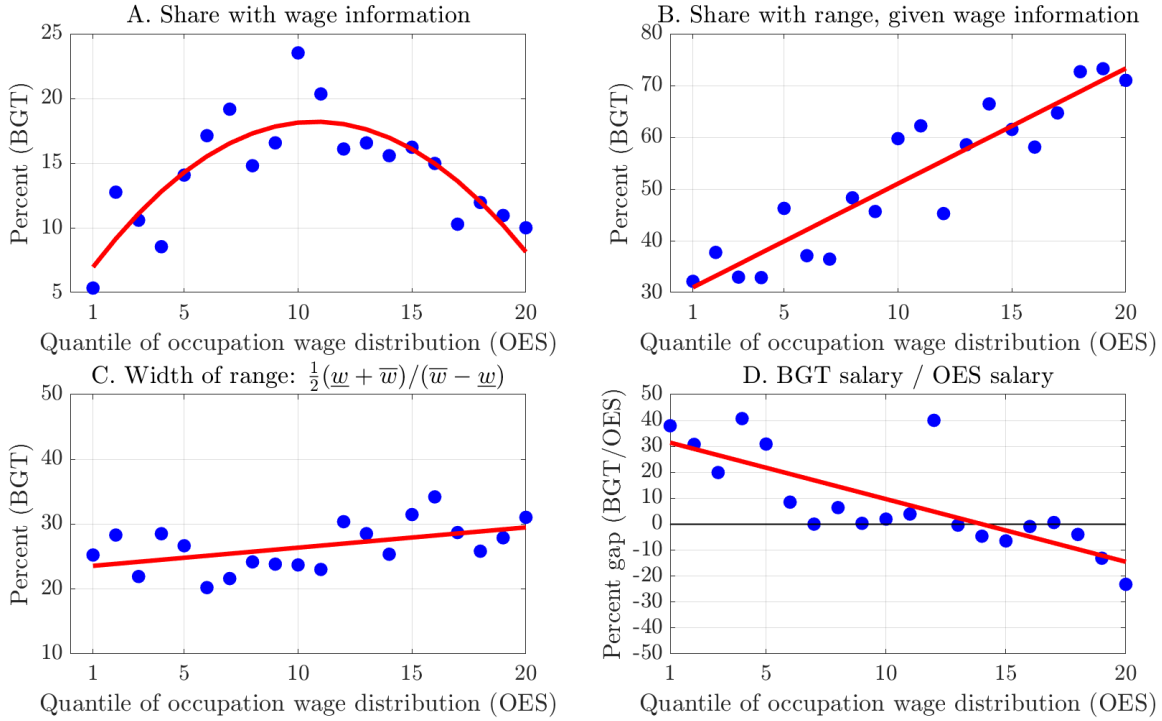 A. Share with wage information
25
20
15
10
5
Percent (BGT)
1 5 10 15 20
Quantile of occupation wage distribution (OES)
B. Share with range, given wage information
80
70
60
50
40
30
Percent (BGT)
1 5 10 15 20
Quantile of occupation wage distribution (OES)
C. Width of range: ½(w̲ + w̅)/(w̅ − w̲)
50
40
30
20
10
Percent (BGT)
1 5 10 15 20
Quantile of occupation wage distribution (OES)
D. BGT salary / OES salary
50
40
30
20
10
0
-10
-20
-30
-40
-50
Percent gap (BGT/OES)
1 5 10 15 20
Quantile of occupation wage distribution (OES)